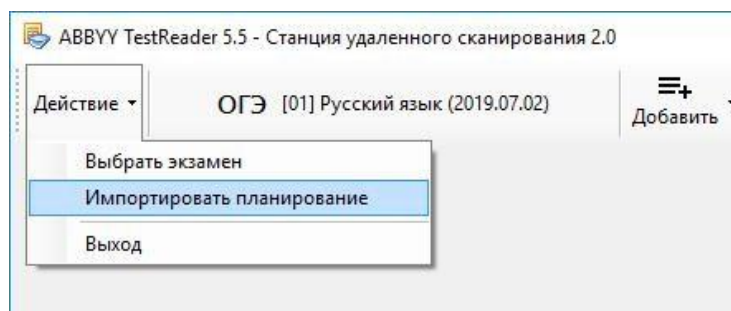 ABBYY TestReader 5.5 - Станция удаленного сканирования 2.0
Действие
ОГЭ [01] Русский язык (2019.07.02)
Добавить
Выбрать экзамен
Импортировать планирование
Выход